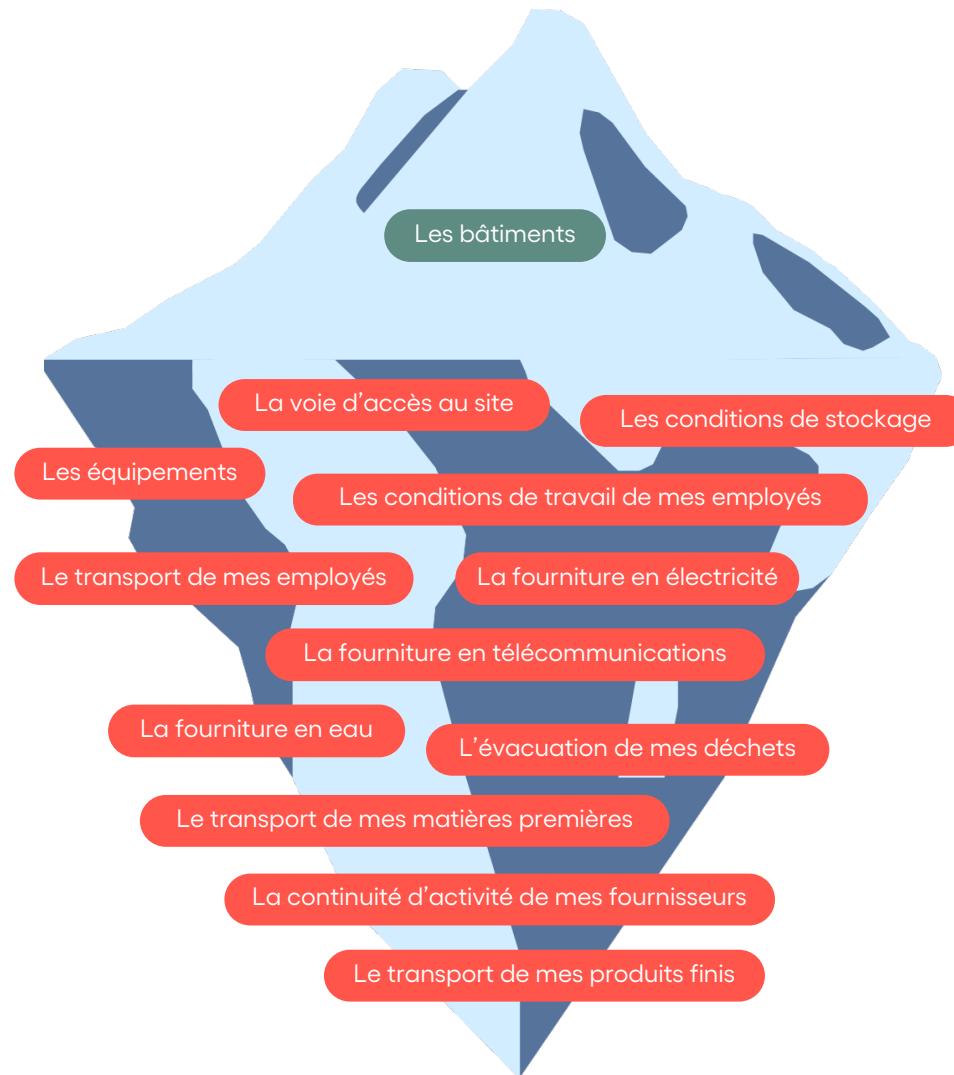 Les bâtiments
La voie d’accès au site
Les conditions de stockage
Les équipements
Les conditions de travail de mes employés
Le transport de mes employés
La fourniture en électricité
La fourniture en télécommunications
La fourniture en eau
L’évacuation de mes déchets
Le transport de mes matières premières
La continuité d’activité de mes fournisseurs
Le transport de mes produits finis